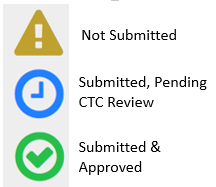 Not Submitted
Submitted, Pending
CTC Review
Submitted &
Approved